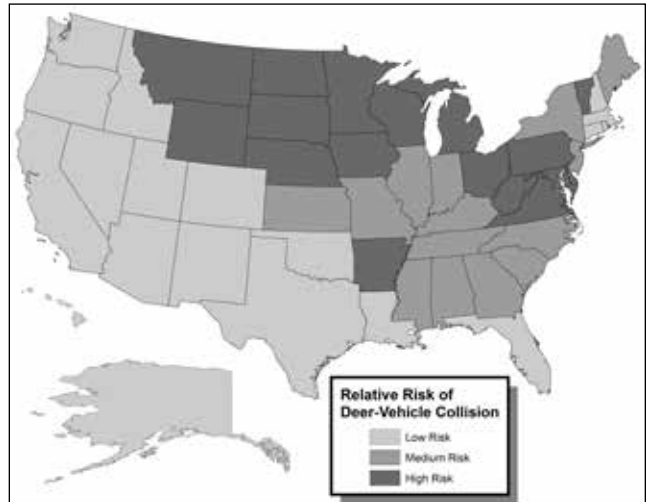 Relative Risk of
Deer-Vehicle Collision
Low Risk
Medium Risk
High Risk